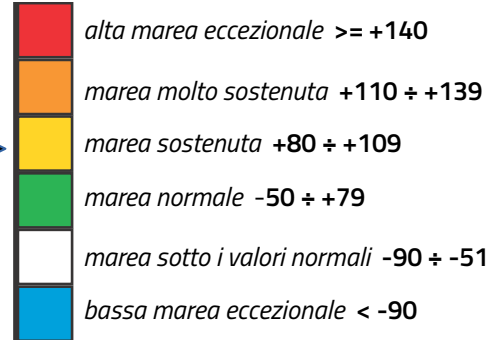 alta marea eccezionale >= +140
marea molto sostenuta +110 ÷ +139
marea sostenuta +80 ÷ +109
marea normale -50 ÷ +79
marea sotto i valori normali -90 ÷ -51
bassa marea eccezionale < -90